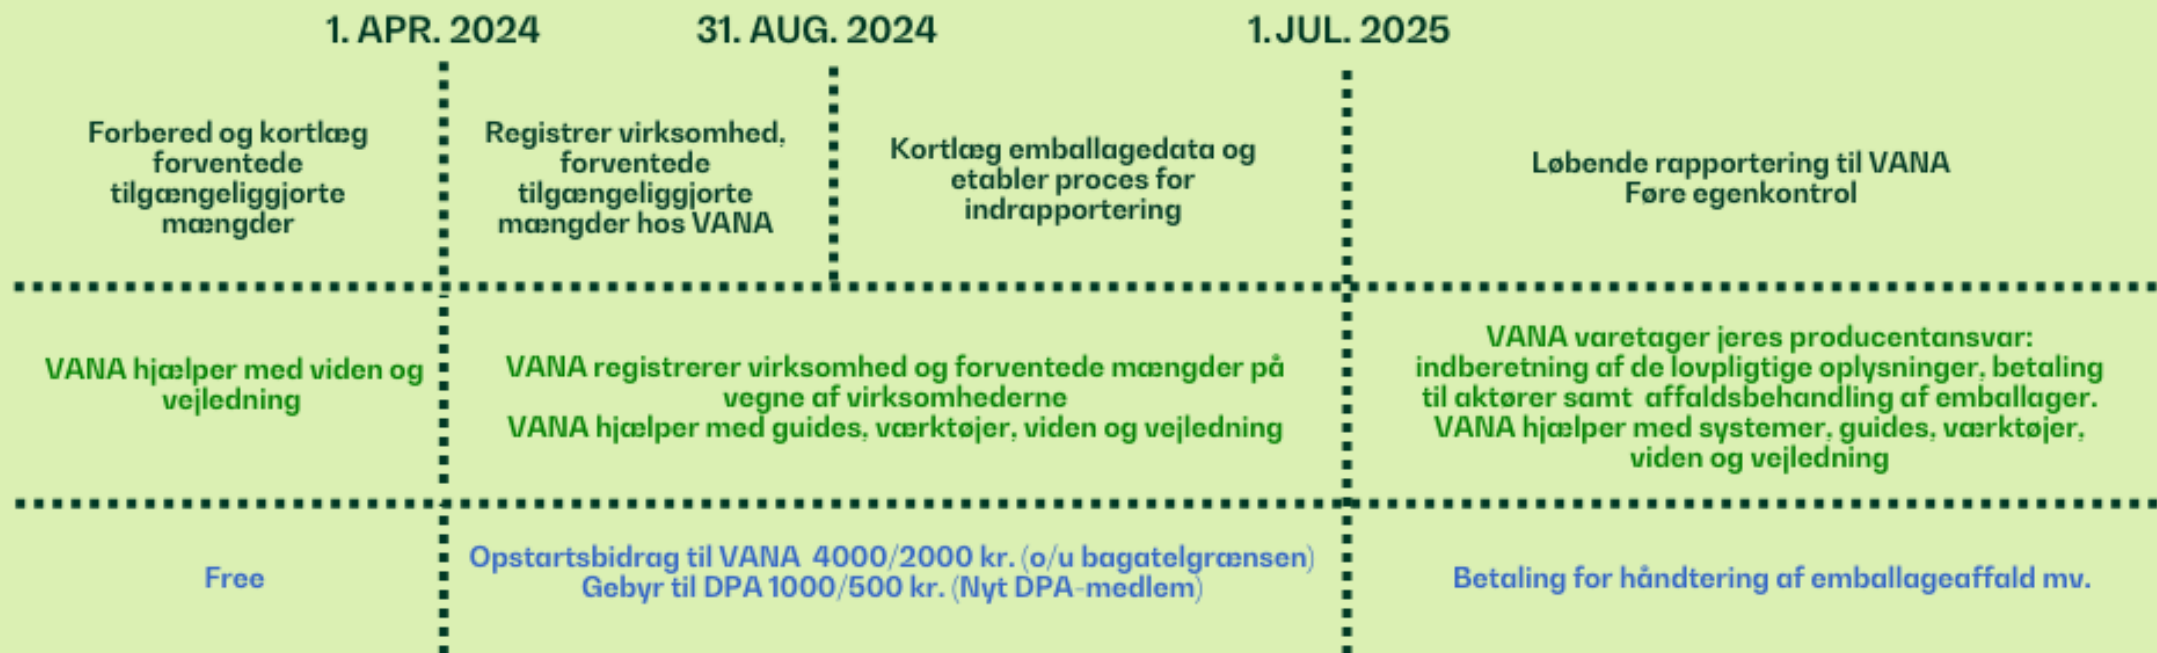 1. APR. 2024
31. AUG. 2024
1. JUL. 2025
Forbered og kortlæg
forventede
tilgængeliggjorte
mængder
Registrer virksomhed,
forventede
tilgængeliggjorte
mængder hos VANA
Kortlæg emballagedata og
etabler proces for
indrapportering
Løbende rapportering til VANA
Føre egenkontrol
VANA hjælper med viden og
vejledning
VANA registrerer virksomhed og forventede mængder på
vegne af virksomhederne
VANA hjælper med guides, værktøjer, viden og vejledning
VANA varetager jeres producentansvar:
indberetning af de lovpligtige oplysninger, betaling
til aktører samt affaldsbehandling af emballager.
VANA hjælper med systemer, guides, værktøjer,
viden og vejledning
Free
Opstartsbidrag til VANA 4000/2000 kr. (o/u bagatelgrænsen)
Gebyr til DPA 1000/500 kr. (Nyt DPA-medlem)
Betaling for håndtering af emballageaffald mv.